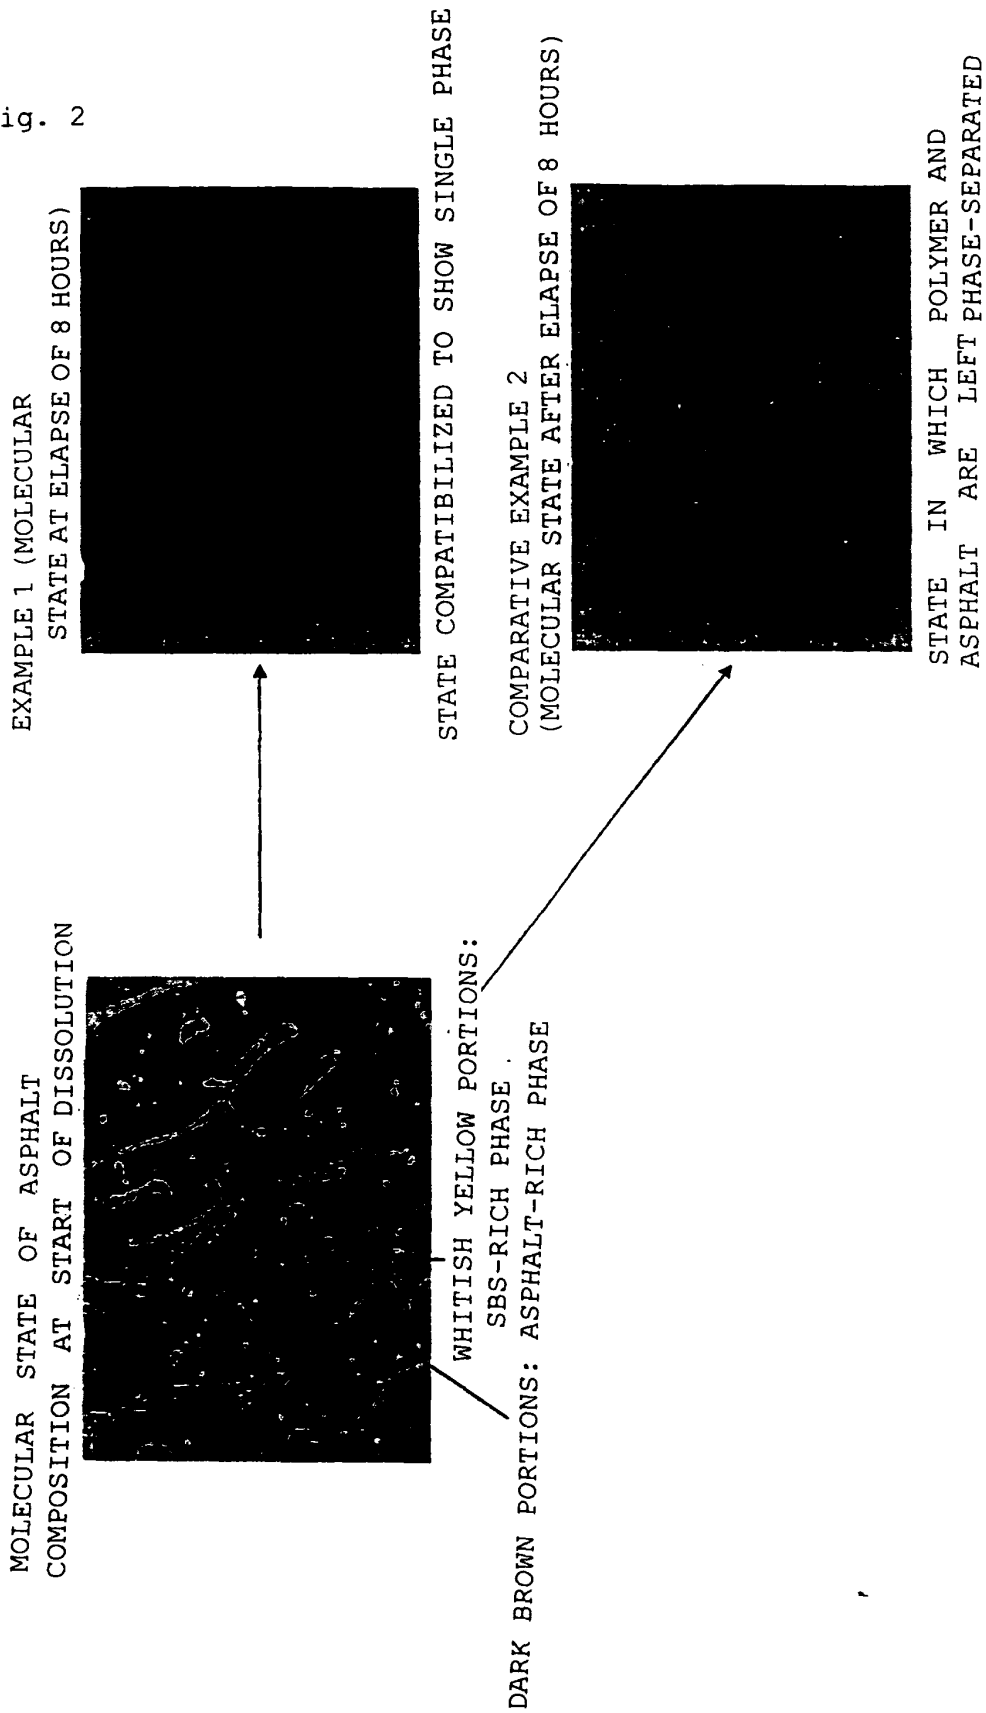 ig. 2
MOLECULAR STATE OF ASPHALT
COMPOSITION AT START OF DISSOLUTION
WHITISH YELLOW PORTIONS:
SBS-RICH PHASE
DARK BROWN PORTIONS: ASPHALT-RICH PHASE
EXAMPLE 1 (MOLECULAR
STATE AT ELAPSE OF 8 HOURS)
STATE COMPATIBILIZED TO SHOW SINGLE PHASE
COMPARATIVE EXAMPLE 2
(MOLECULAR STATE AFTER ELAPSE OF 8 HOURS)
STATE IN WHICH POLYMER AND
ASPHALT ARE LEFT PHASE-SEPARATED